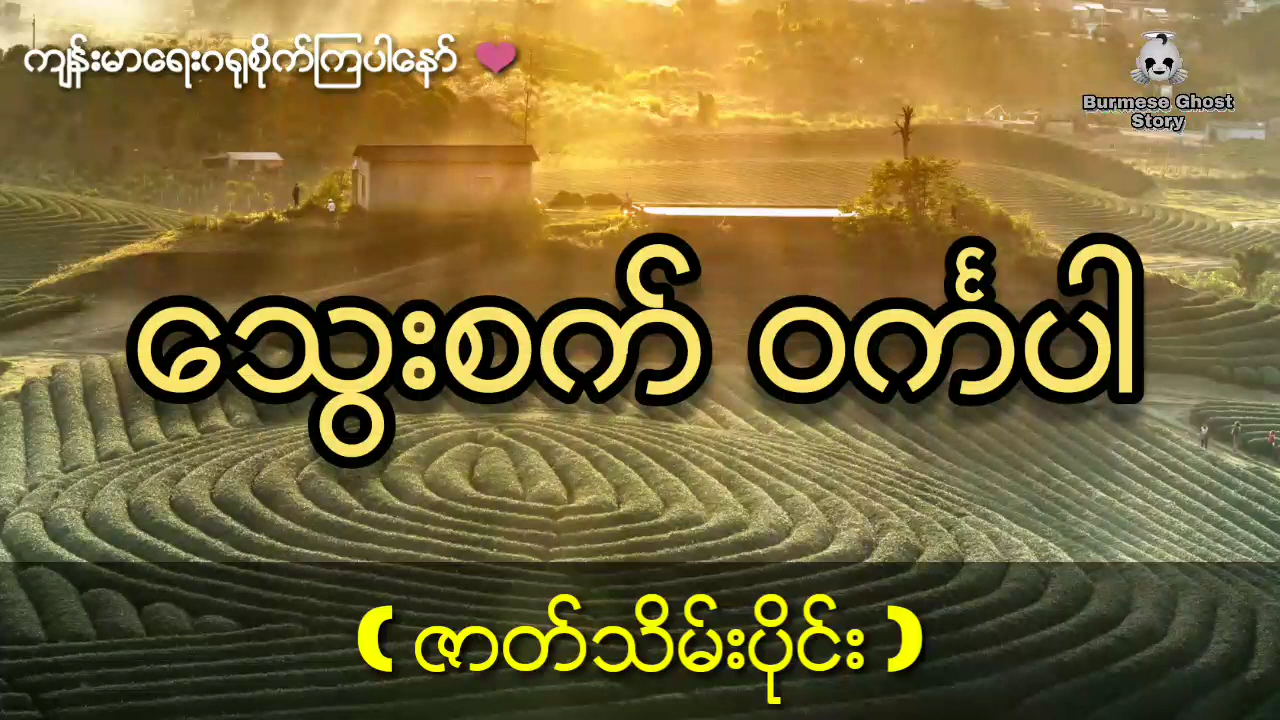 ကျန်းမာရေးဂရုစိုက်ကြပါနော် ❤
Burmese Ghost
Story
သွေးစက် ဝင်္ကပါ
( ဇာတ်သိမ်းပိုင်း )